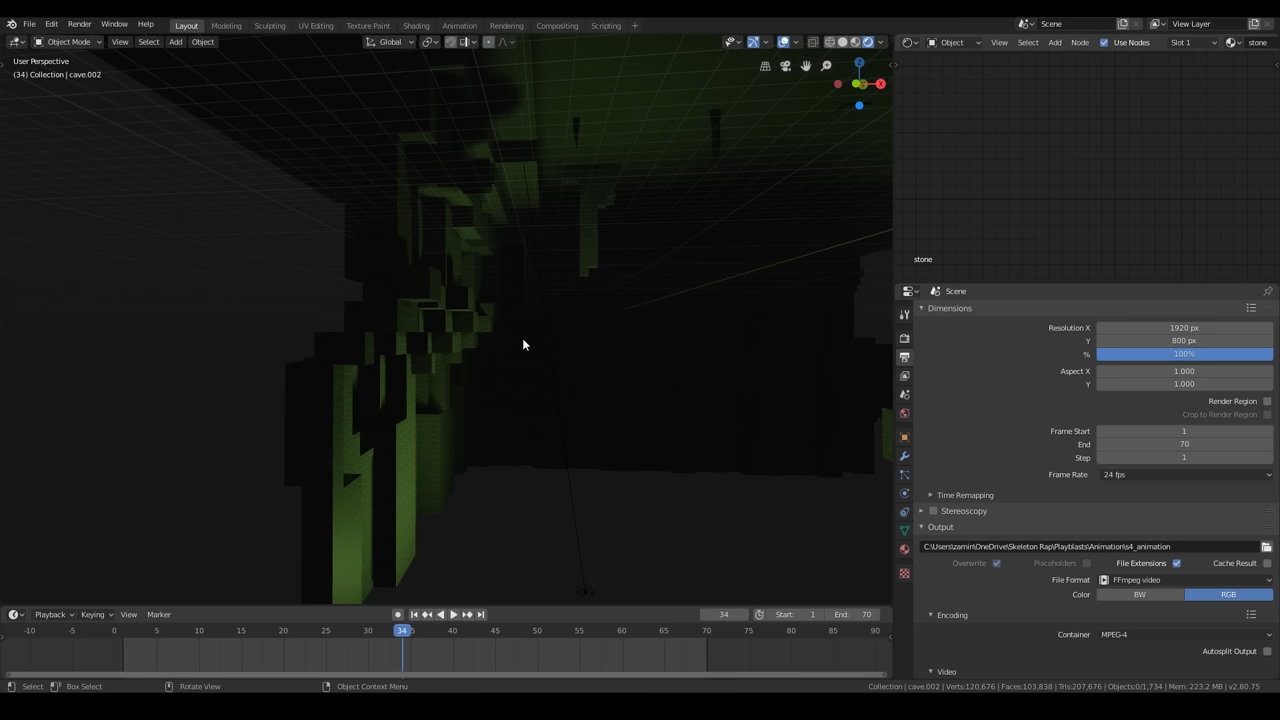 File Edit Render Window Help Layout Modeling Sculpting UV Editing Texture Paint Shading Animation Rendering Compositing Scripting + Scene View Layer
Object Mode View Select Add Object Global Object View Select Add Node Use Nodes Slot 1 stone
User Perspective
(34) Collection | cave.002
Z
X
stone
Scene
Dimensions
Resolution X 1920 px
Y 800 px
% 100%
Aspect X 1.000
Y 1.000
Render Region
Crop to Render Region
Frame Start 1
End 70
Step 1
Frame Rate 24 fps
Time Remapping
Stereoscopy
Output
C:\Users\zamin\OneDrive\Skeleton Rap\Playblasts\Animation\s4_animation
Overwrite Placeholders File Extensions Cache Result
File Format FFmpeg video
Color BW RGB
Encoding
Container MPEG-4
Autosplit Output
Video
Playback Keying View Marker 34 Start: 1 End: 70
-10 -5 0 5 10 15 20 25 30 34 35 40 45 50 55 60 65 70 75 80 85 90
Select Box Select Rotate View Object Context Menu Collection | cave.002 | Verts:120,676 | Faces:103,838 | Tris:207,676 | Objects:0/1,734 | Mem: 223.2 MB | v2.80.75